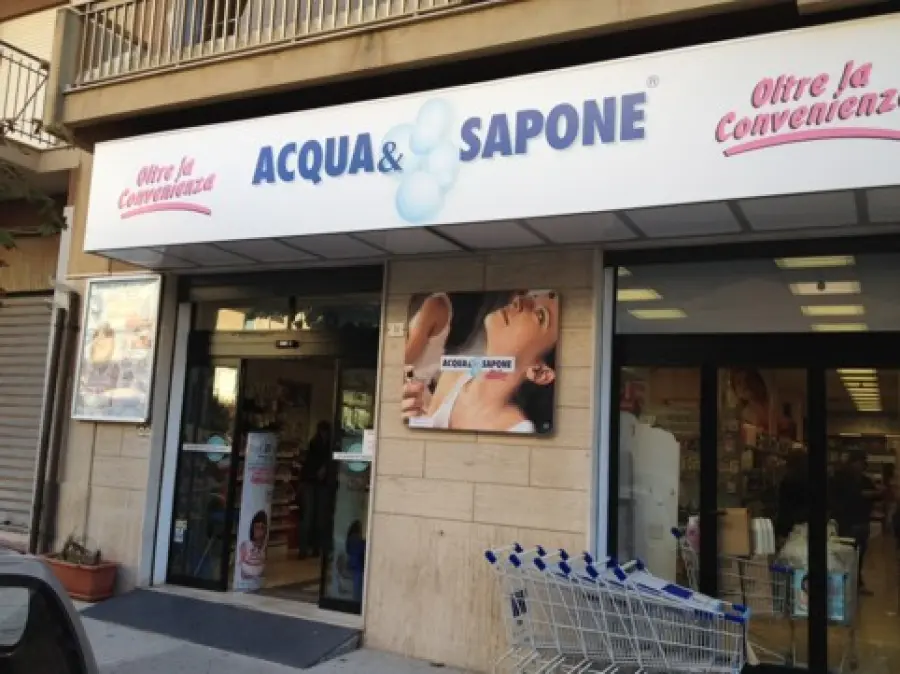 Oltre la
Convenienza
ACQUA & SAPONE®
Oltre la
Convenienza
ACQUA & SAPONE